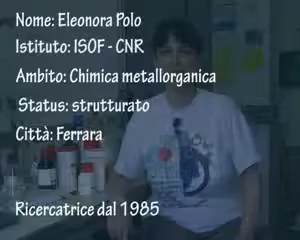 Nome: Eleonora Polo
Istituto: ISOF - CNR
Ambito: Chimica metallorganica
Status: strutturato
Città: Ferrara
Ricercatrice dal 1985